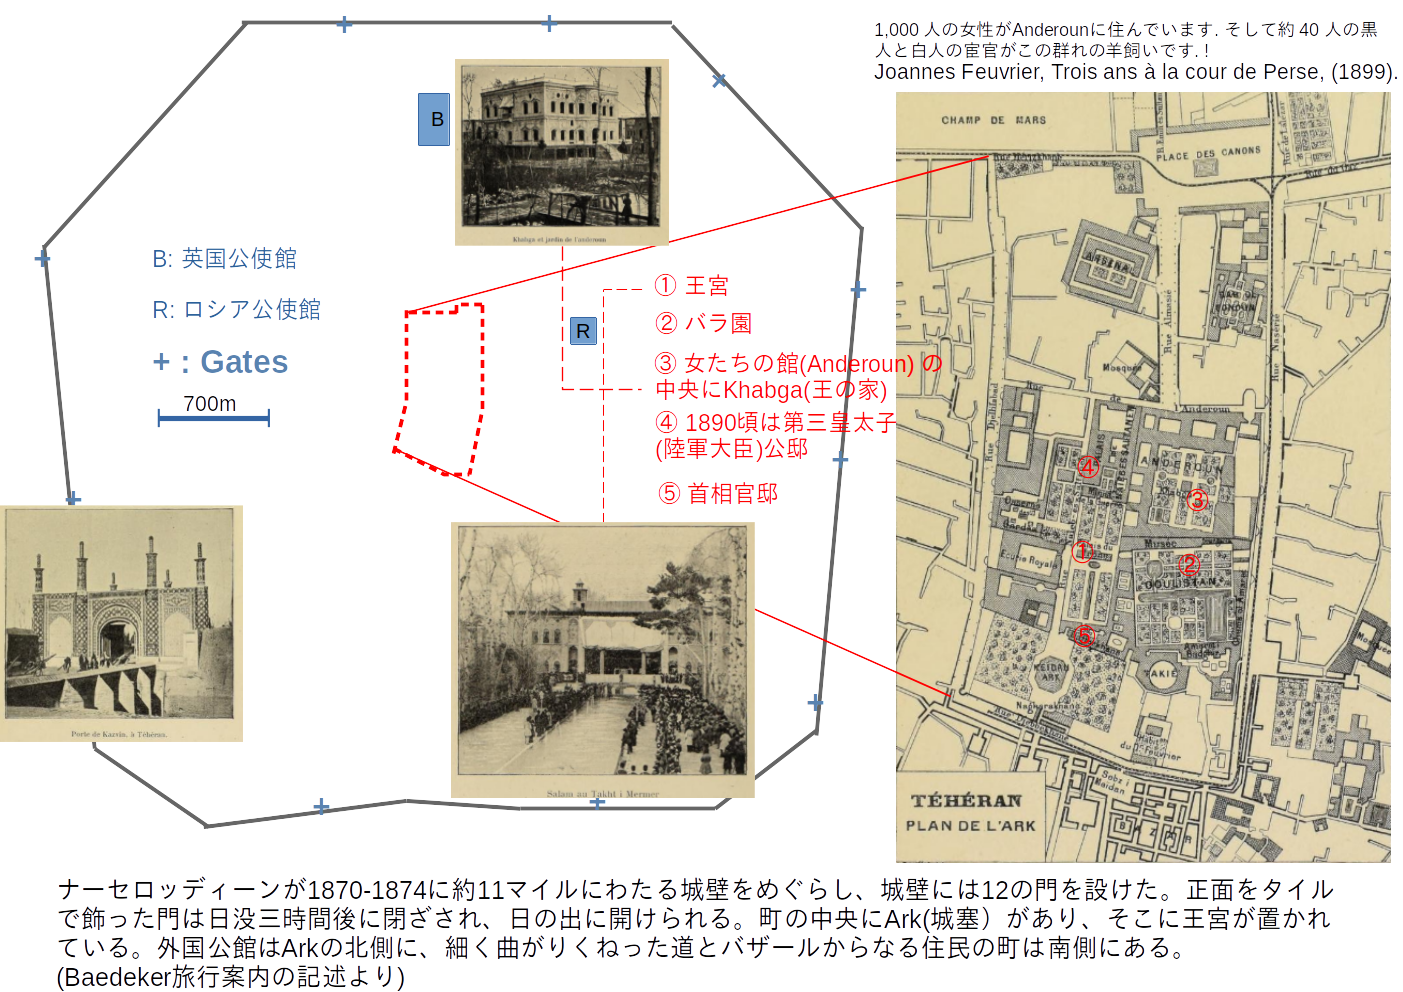 1,000 人の女性がAnderounに住んでいます. そして約 40 人の黒
人と白人の宦官がこの群れの羊飼いです. !
Joannes Feuvrier, Trois ans à la cour de Perse, (1899).
B
Khabga et jardin de l'anderoun
B: 英国公使館
R: ロシア公使館
+ : Gates
700m
R
① 王宮
② バラ園
③ 女たちの館(Anderoun) の
中央にKhabga(王の家)
④ 1890頃は第三皇太子
(陸軍大臣)公邸
⑤ 首相官邸
Porte de Kazvin, à Téhéran.
Salam au Takht i Mermer
CHAMP DE MARS
PLACE DES CANONS
ARSENAL
Rue Almassié
Rue Nasérié
Mosquée
Rue Djelilabad
Rue de
Anderoun
PALAIS
ANDEROUN
④
③
Musée
①
②
GOULISTAN
Ecurie Royale
⑤
MEIDAN
ARK
TAKIÉ
Nagharakhané
du Dr Feuvrier
Sabz i
Meidan
BAZAR
TÉHÉRAN
PLAN DE L'ARK
ナーセロッディーンが1870-1874に約11マイルにわたる城壁をめぐらし、城壁には12の門を設けた。正面をタイル
で飾った門は日没三時間後に閉ざされ、日の出に開けられる。町の中央にArk(城塞）があり、そこに王宮が置かれ
ている。外国公館はArkの北側に、細く曲がりくねった道とバザールからなる住民の町は南側にある。
(Baedeker旅行案内の記述より)